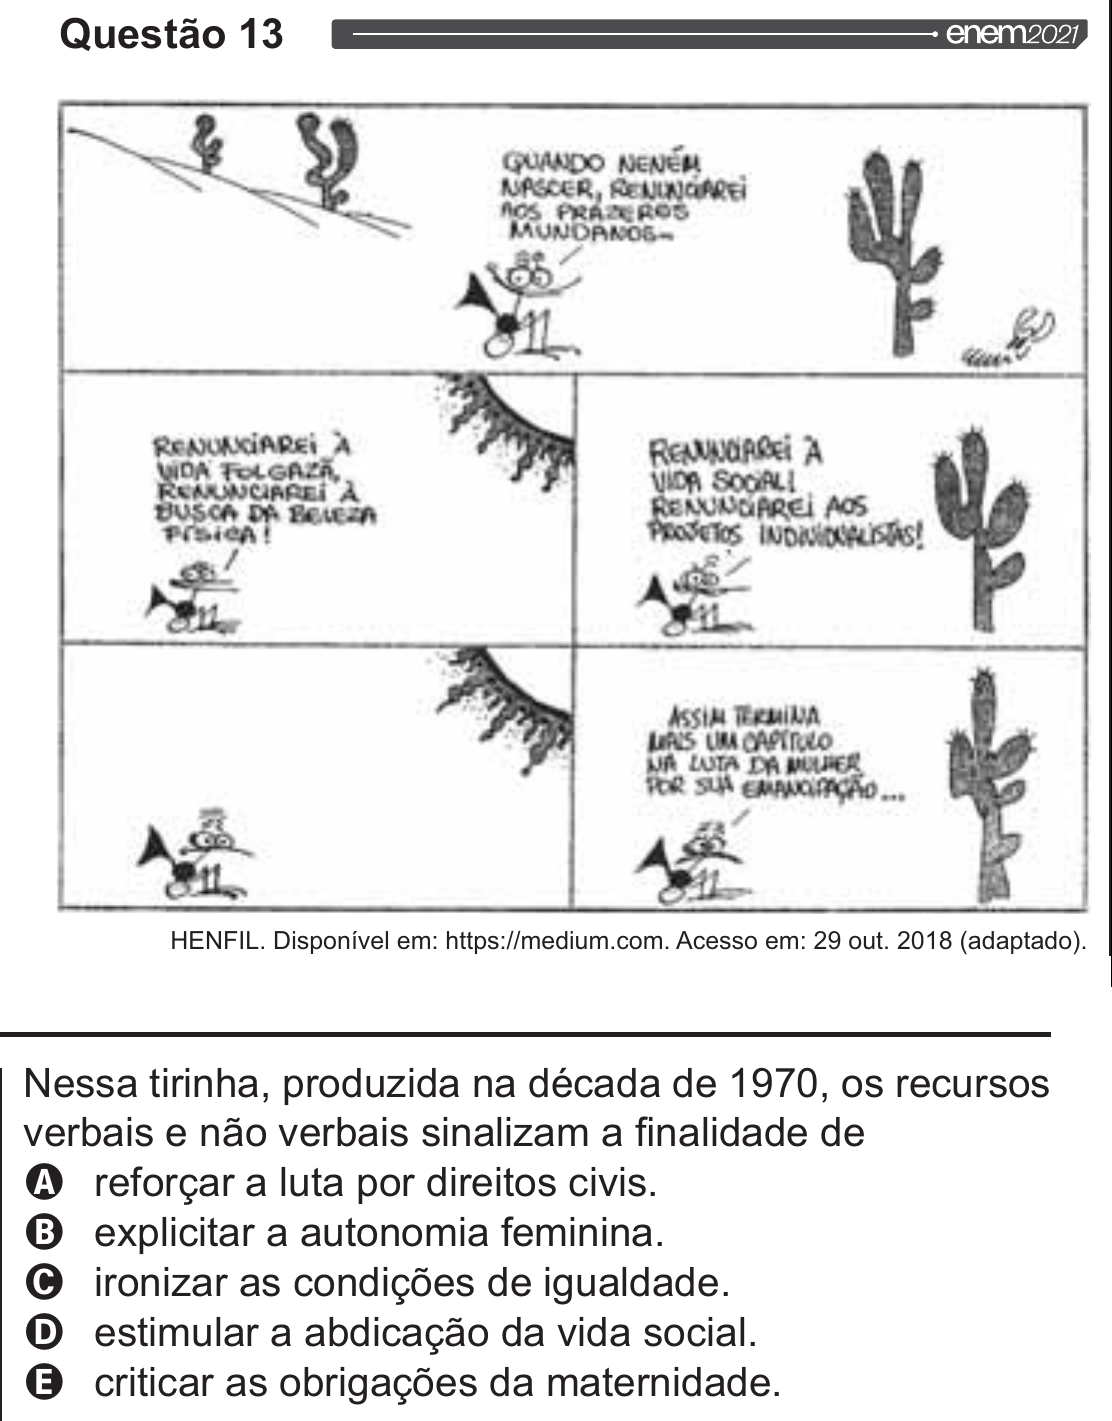 Questão 13
enem2021
QUANDO NENÉM
NASCER, RENUNCIAREI
AOS PRAZEROS
MUNDANOS...
RENUNCIAREI À
VIDA FOLGAZÃ,
RENUNCIAREI À
BUSCA DA BELEZA
FÍSICA!
RENUNCIAREI À
VIDA SOCIAL!
RENUNCIAREI AOS
PROJETOS INDIVIDUALISTAS!
ASSIM TERMINA
MAIS UM CAPÍTULO
NA LUTA DA MULHER
POR SUA EMANCIPAÇÃO...
HENFIL. Disponível em: https://medium.com. Acesso em: 29 out. 2018 (adaptado).
Nessa tirinha, produzida na década de 1970, os recursos
verbais e não verbais sinalizam a finalidade de
A reforçar a luta por direitos civis.
B explicitar a autonomia feminina.
C ironizar as condições de igualdade.
D estimular a abdicação da vida social.
E criticar as obrigações da maternidade.